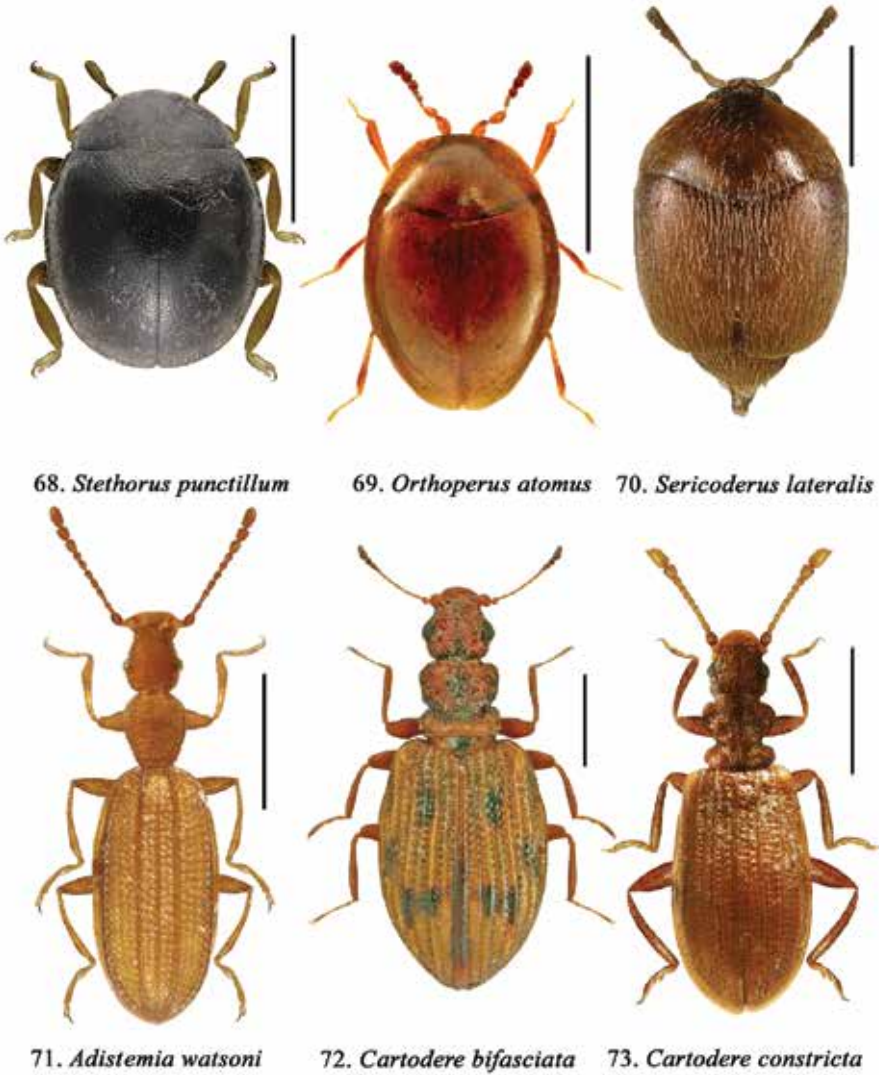 68. Stethorus punctillum
69. Orthoperus atomus
70. Sericoderus lateralis
71. Adistemia watsoni
72. Cartodere bifasciata
73. Cartodere constricta